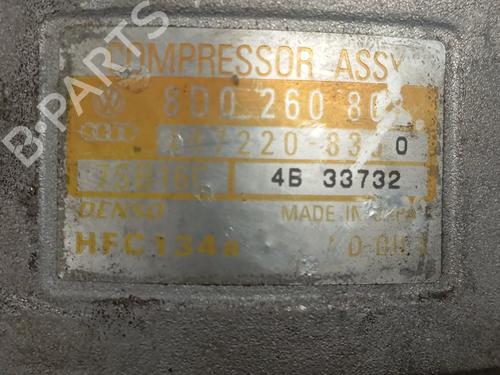 COMPRESSOR ASSY
8D0 260 80
220-83 0
4B 33732
DENSO MADE IN JAPA
HFC134a
B-PARTS